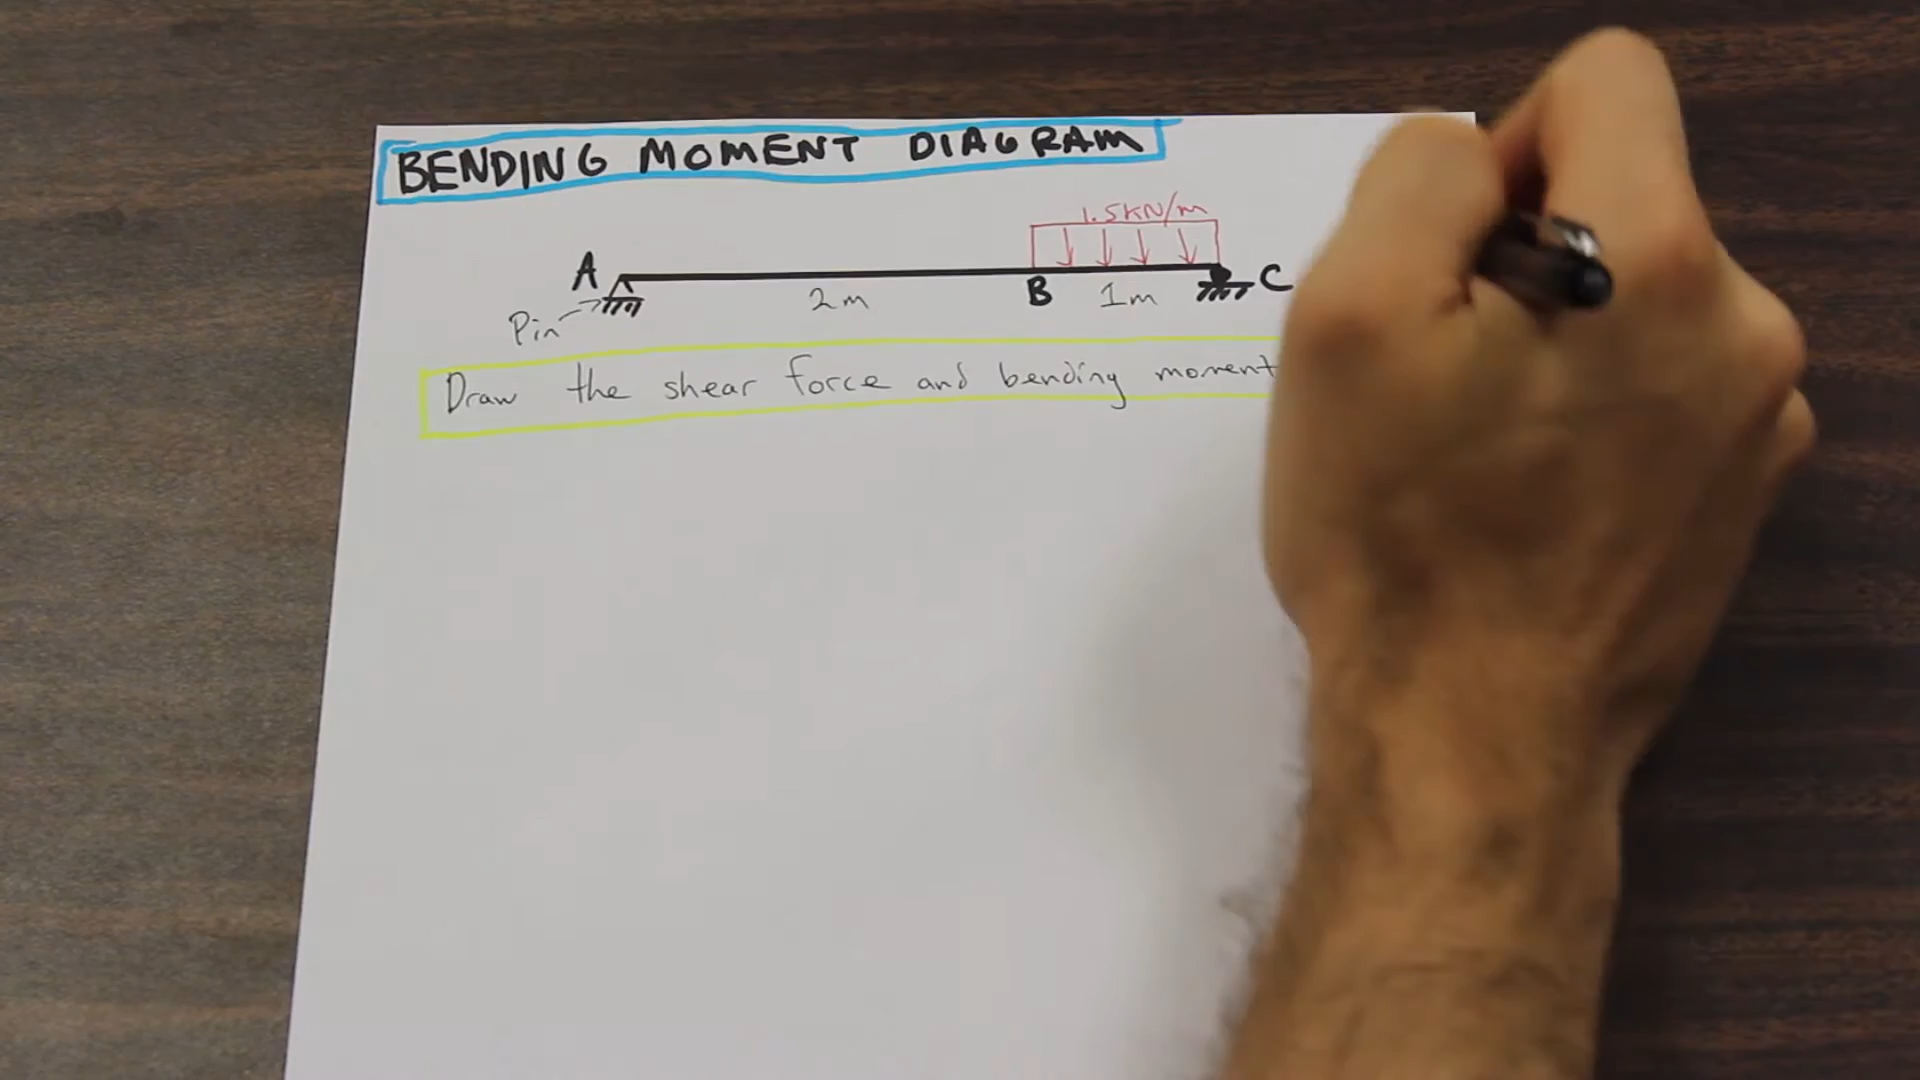 BENDING MOMENT DIAGRAM
1.5KN/m
A
2m
B
1m
C
Pin
Draw the shear force and bending moment